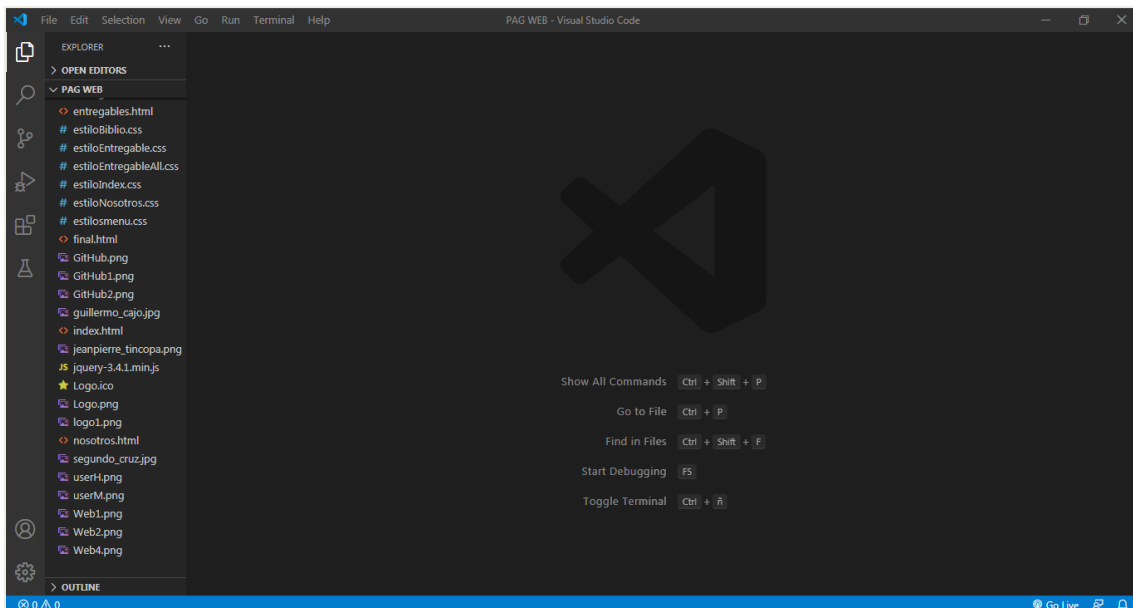 File Edit Selection View Go Run Terminal Help PAG WEB - Visual Studio Code
EXPLORER ...
OPEN EDITORS
PAG WEB
<> entregables.html
# estiloBiblio.css
# estiloEntregable.css
# estiloEntregableAll.css
# estiloIndex.css
# estiloNosotros.css
# estilosmenu.css
<> final.html
GitHub.png
GitHub1.png
GitHub2.png
guillermo_cajo.jpg
<> index.html
jeanpierre_tincopa.png
JS jquery-3.4.1.min.js
Logo.ico
Logo.png
logo1.png
<> nosotros.html
segundo_cruz.jpg
userH.png
userM.png
Web1.png
Web2.png
Web4.png
OUTLINE
Show All Commands Ctrl + Shift + P
Go to File Ctrl + P
Find in Files Ctrl + Shift + F
Start Debugging F5
Toggle Terminal Ctrl + ñ
0 0 Go Live